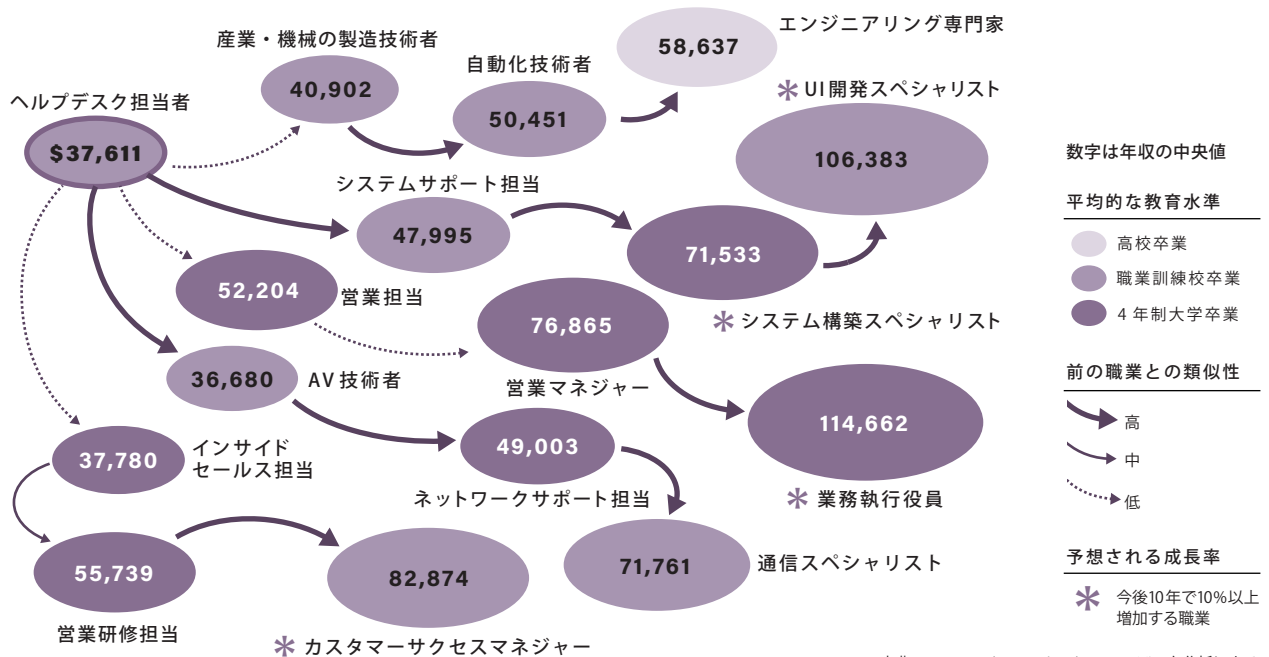 エンジニアリング専門家
58,637
産業・機械の製造技術者
40,902
自動化技術者
50,451
* UI開発スペシャリスト
106,383
ヘルプデスク担当者
$37,611
システムサポート担当
47,995
71,533
* システム構築スペシャリスト
52,204
営業担当
76,865
営業マネジャー
36,680
AV技術者
114,662
* 業務執行役員
37,780
インサイド
セールス担当
49,003
ネットワークサポート担当
55,739
営業研修担当
82,874
* カスタマーサクセスマネジャー
71,761
通信スペシャリスト
数字は年収の中央値
平均的な教育水準
高校卒業
職業訓練校卒業
4年制大学卒業
前の職業との類似性
高
中
低
予想される成長率
* 今後10年で10%以上
増加する職業